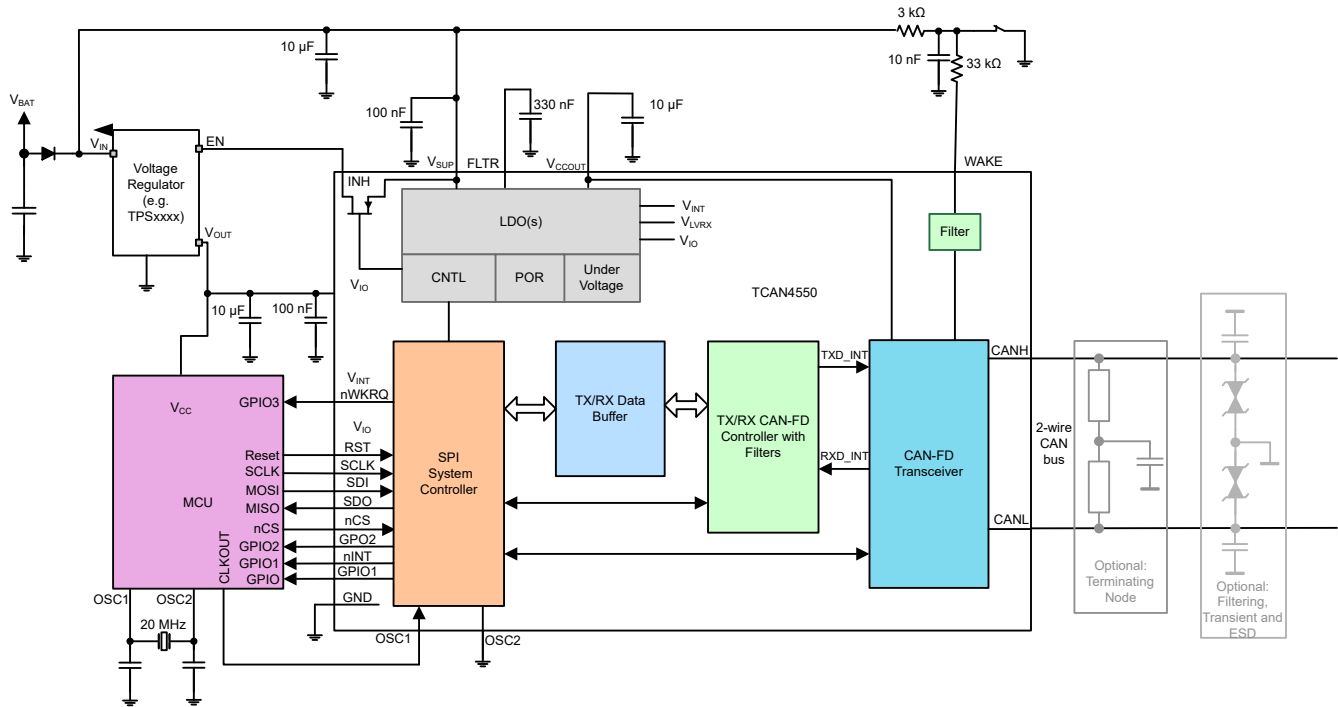 3 kΩ
10 µF
10 nF
33 kΩ
VBAT
VIN
EN
100 nF
330 nF
10 µF
Voltage
Regulator
(e.g.
TPSxxxx)
VSUP
FLTR
VCCOUT
WAKE
INH
LDO(s)
VINT
VLVRX
VIO
Filter
VOUT
VIO
CNTL
POR
Under
Voltage
TCAN4550
10 µF
100 nF
TXD_INT
CANH
VINT
nWKRQ
VCC
GPIO3
TX/RX Data
Buffer
TX/RX CAN-FD
Controller with
Filters
2-wire
CAN
bus
VIO
Reset
RST
SCLK
SCLK
MOSI
SDI
MISO
SDO
nCS
nCS
GPIO2
GPO2
GPIO1
nINT
GPIO
GPIO1
MCU
CLKOUT
SPI
System
Controller
RXD_INT
CAN-FD
Transceiver
CANL
OSC1
OSC2
GND
20 MHz
OSC1
OSC2
Optional:
Terminating
Node
Optional:
Filtering,
Transient and
ESD